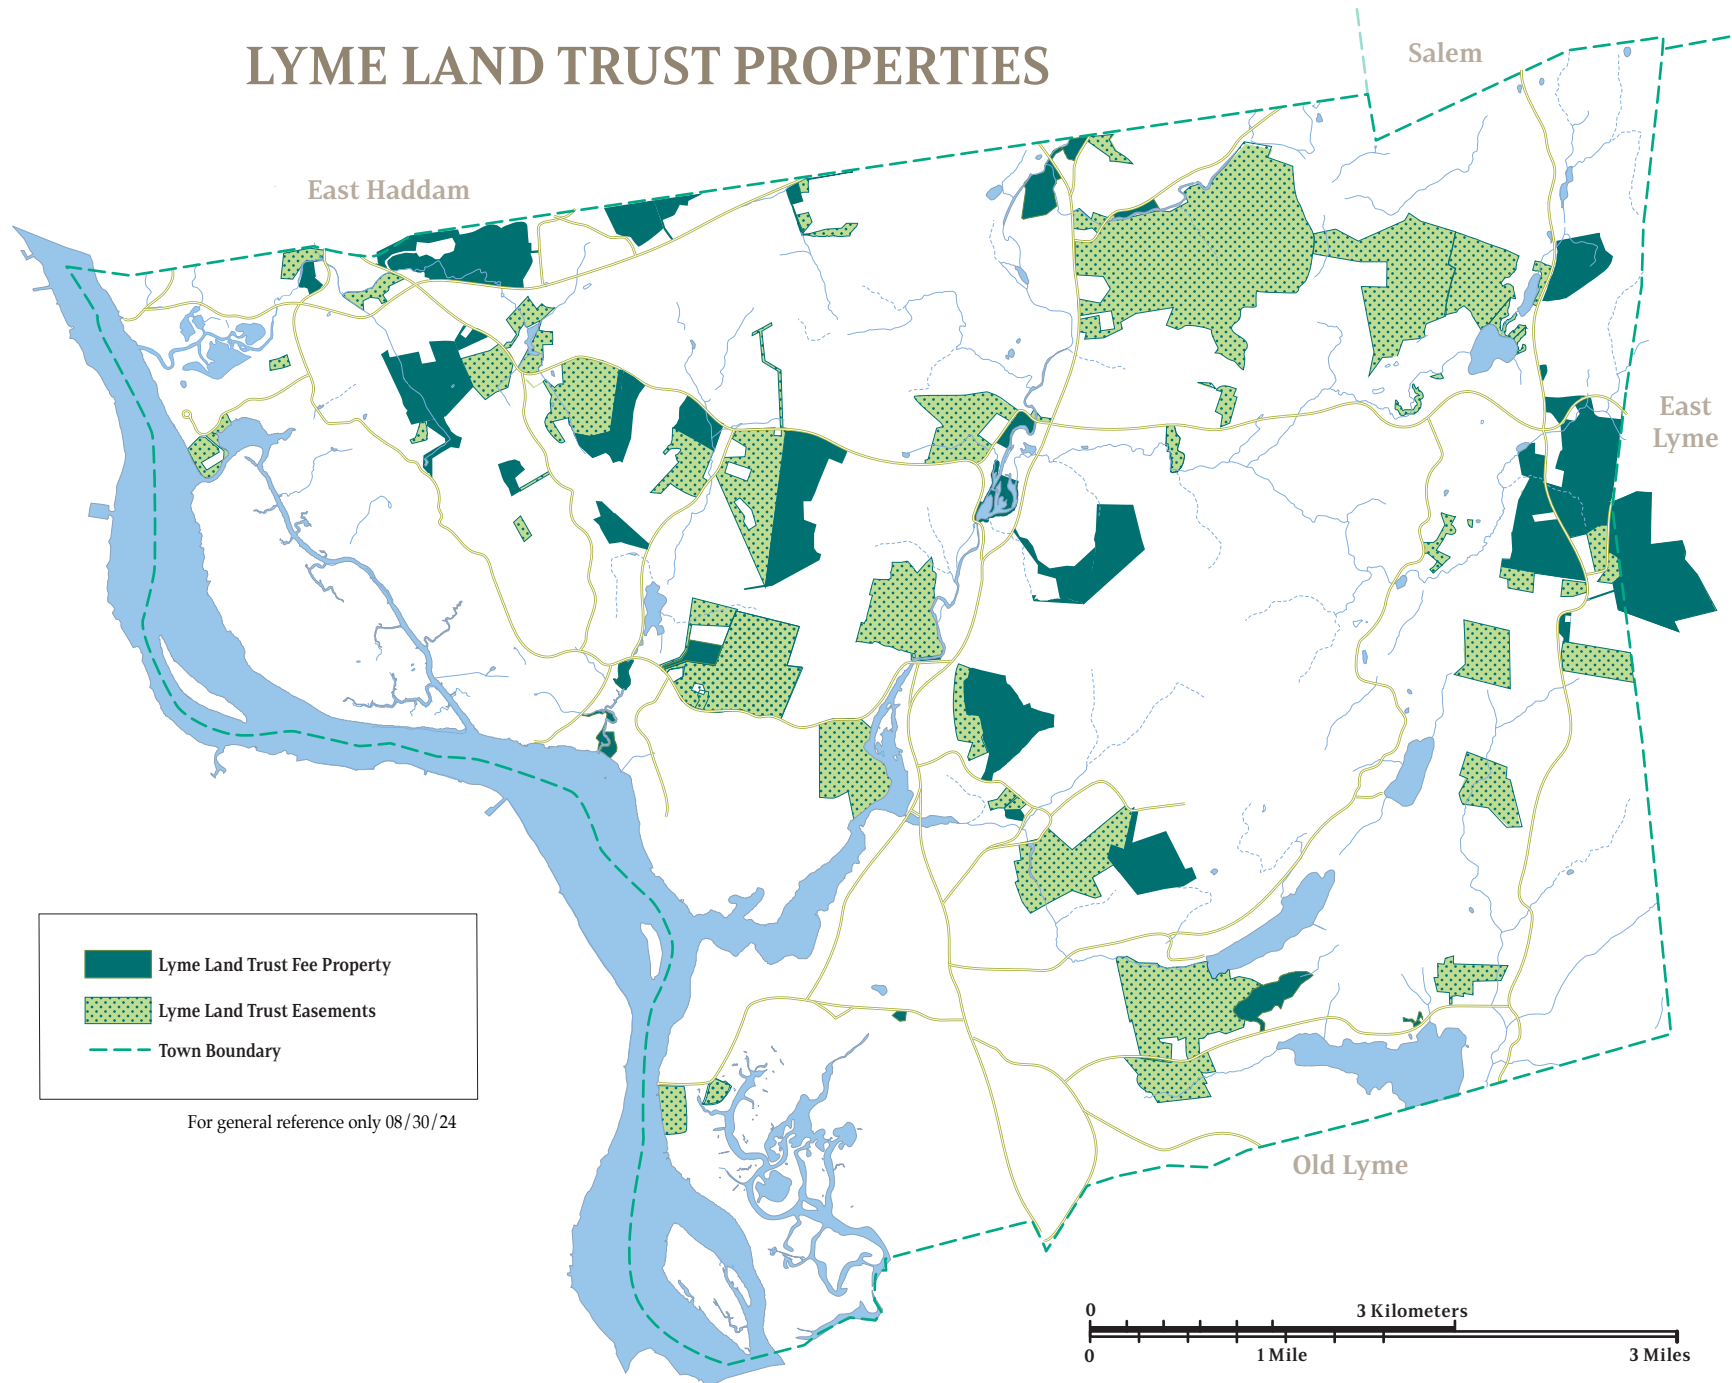 LYME LAND TRUST PROPERTIES
Salem
East Haddam
East
Lyme
Lyme Land Trust Fee Property
Lyme Land Trust Easements
Town Boundary
For general reference only 08/30/24
Old Lyme
0
3 Kilometers
0
1 Mile
3 Miles